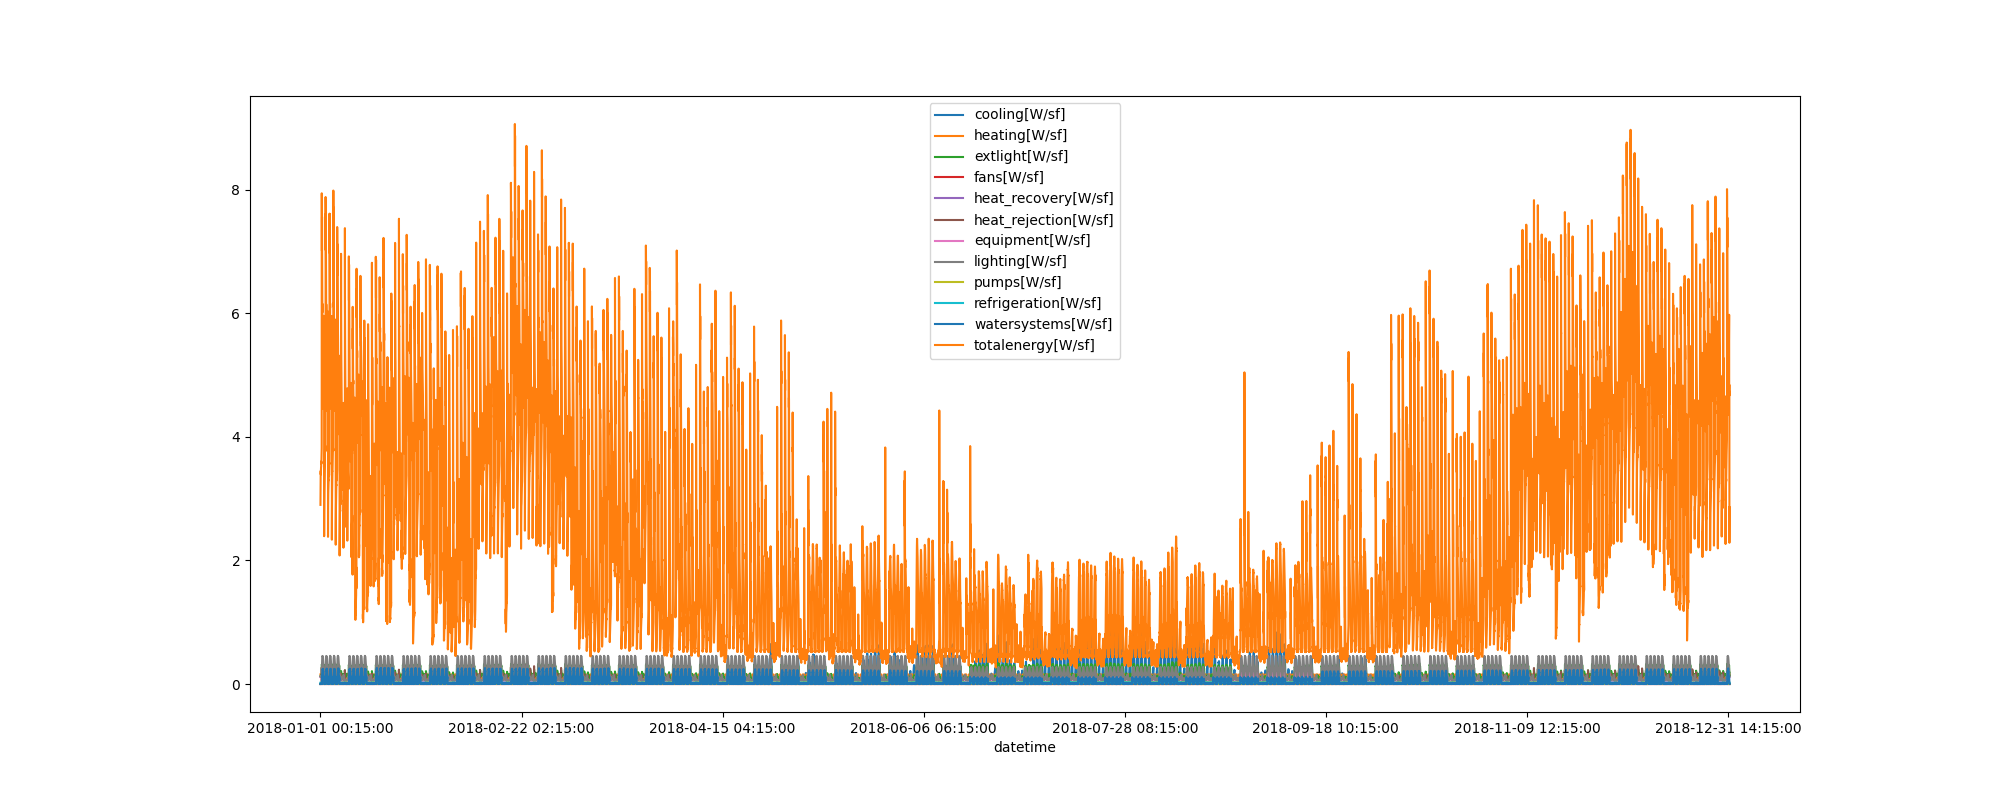 cooling[W/sf]
heating[W/sf]
extlight[W/sf]
fans[W/sf]
heat_recovery[W/sf]
heat_rejection[W/sf]
equipment[W/sf]
lighting[W/sf]
pumps[W/sf]
refrigeration[W/sf]
watersystems[W/sf]
totalenergy[W/sf]
8
6
4
2
0
2018-01-01 00:15:00 2018-02-22 02:15:00 2018-04-15 04:15:00 2018-06-06 06:15:00 2018-07-28 08:15:00 2018-09-18 10:15:00 2018-11-09 12:15:00 2018-12-31 14:15:00
datetime